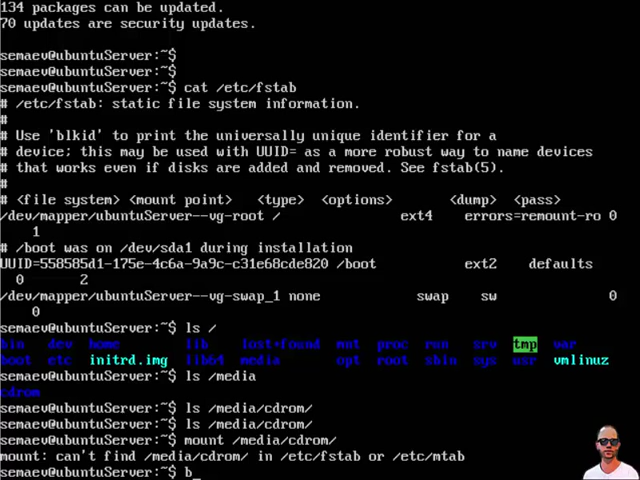 134 packages can be updated.
70 updates are security updates.
semaev@ubuntuServer:~$
semaev@ubuntuServer:~$
semaev@ubuntuServer:~$ cat /etc/fstab
# /etc/fstab: static file system information.
#
# Use 'blkid' to print the universally unique identifier for a
# device; this may be used with UUID= as a more robust way to name devices
# that works even if disks are added and removed. See fstab(5).
#
# <file system> <mount point>   <type>  <options>       <dump>  <pass>
/dev/mapper/ubuntuServer--vg-root /               ext4    errors=remount-ro 0
1
# /boot was on /dev/sda1 during installation
UUID=558585d1-175e-4c6a-9a9c-c31e68cde820 /boot           ext2    defaults
0       2
/dev/mapper/ubuntuServer--vg-swap_1 none            swap    sw              0
0
semaev@ubuntuServer:~$ ls /
bin   dev  home        lib    lost+found  mnt  proc  run   srv  tmp  var
boot  etc  initrd.img  lib64  media       opt  root  sbin  sys  usr  vmlinuz
semaev@ubuntuServer:~$ ls /media
cdrom
semaev@ubuntuServer:~$ ls /media/cdrom/
semaev@ubuntuServer:~$ ls /media/cdrom/
semaev@ubuntuServer:~$ mount /media/cdrom/
mount: can't find /media/cdrom/ in /etc/fstab or /etc/mtab
semaev@ubuntuServer:~$ b_